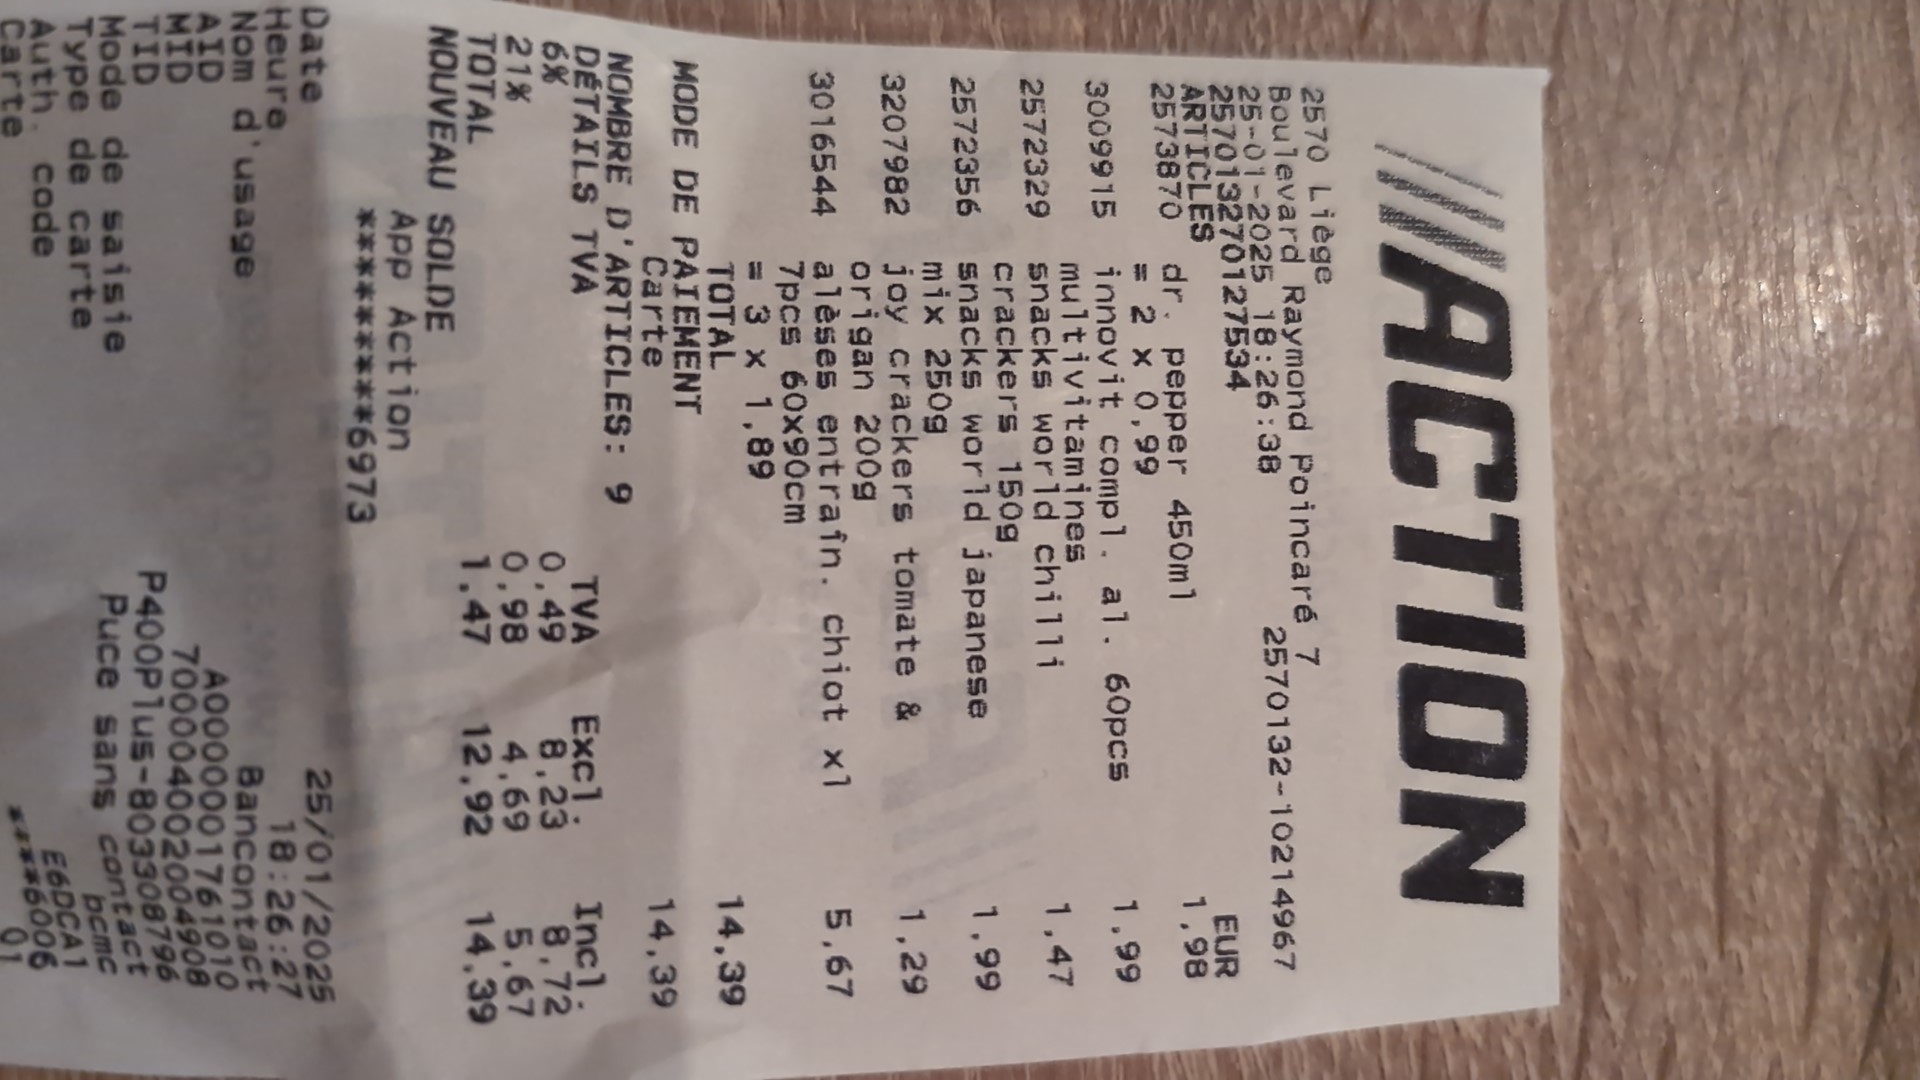 ACTION
2570 Liège
Boulevard Raymond Poincaré 7
25-01-2025 18:26:38 2570132-10214967
25701327012​7534
ARTICLES EUR
2573870 dr. pepper 450ml 1,98
= 2 x 0,99
3009915 innovit compl. al. 60pcs 1,99
multivitamines
2572329 snacks world chilli 1,47
crackers 150g
2572356 snacks world japanese 1,99
mix 250g
3207982 joy crackers tomate & 1,29
origan 200g
3016544 alèses entraîn. chiot x1 5,67
7pcs 60x90cm
= 3 x 1,89
TOTAL 14,39
MODE DE PAIEMENT
Carte 14,39
NOMBRE D'ARTICLES: 9
DÉTAILS TVA TVA Excl. Incl.
6% 0,49 8,23 8,72
21% 0,98 4,69 5,67
TOTAL 1,47 12,92 14,39
NOUVEAU SOLDE
App Action
**********6973
Date 25/01/2025
Heure 18:26:27
Nom d'usage Bancontact
AID
MID
TID P400Plus-803308796
Mode de saisie Puce sans contact
Type de carte bcmc
Auth. code E6DCA1
Carte ****6006
01